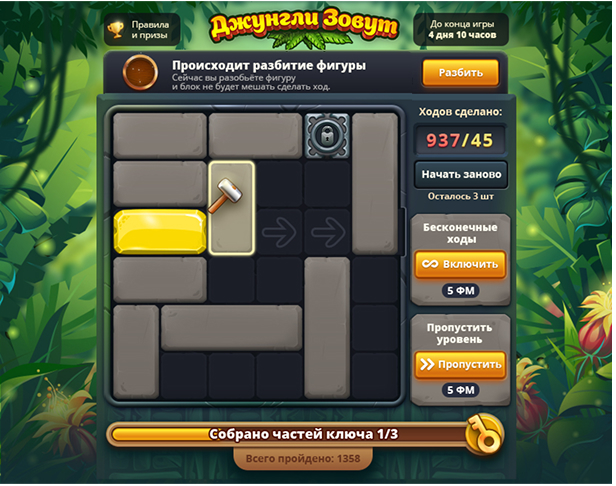 Правила
и призы
Джунгли Зовут
До конца игры
4 дня 10 часов
Происходит разбитие фигуры
Сейчас вы разобьёте фигуру
и блок не будет мешать сделать ход.
Разбить
Ходов сделано:
937/45
Начать заново
Осталось 3 шт
Бесконечные
ходы
Включить
5 ФМ
Пропустить
уровень
Пропустить
5 ФМ
Собрано частей ключа 1/3
Всего пройдено: 1358